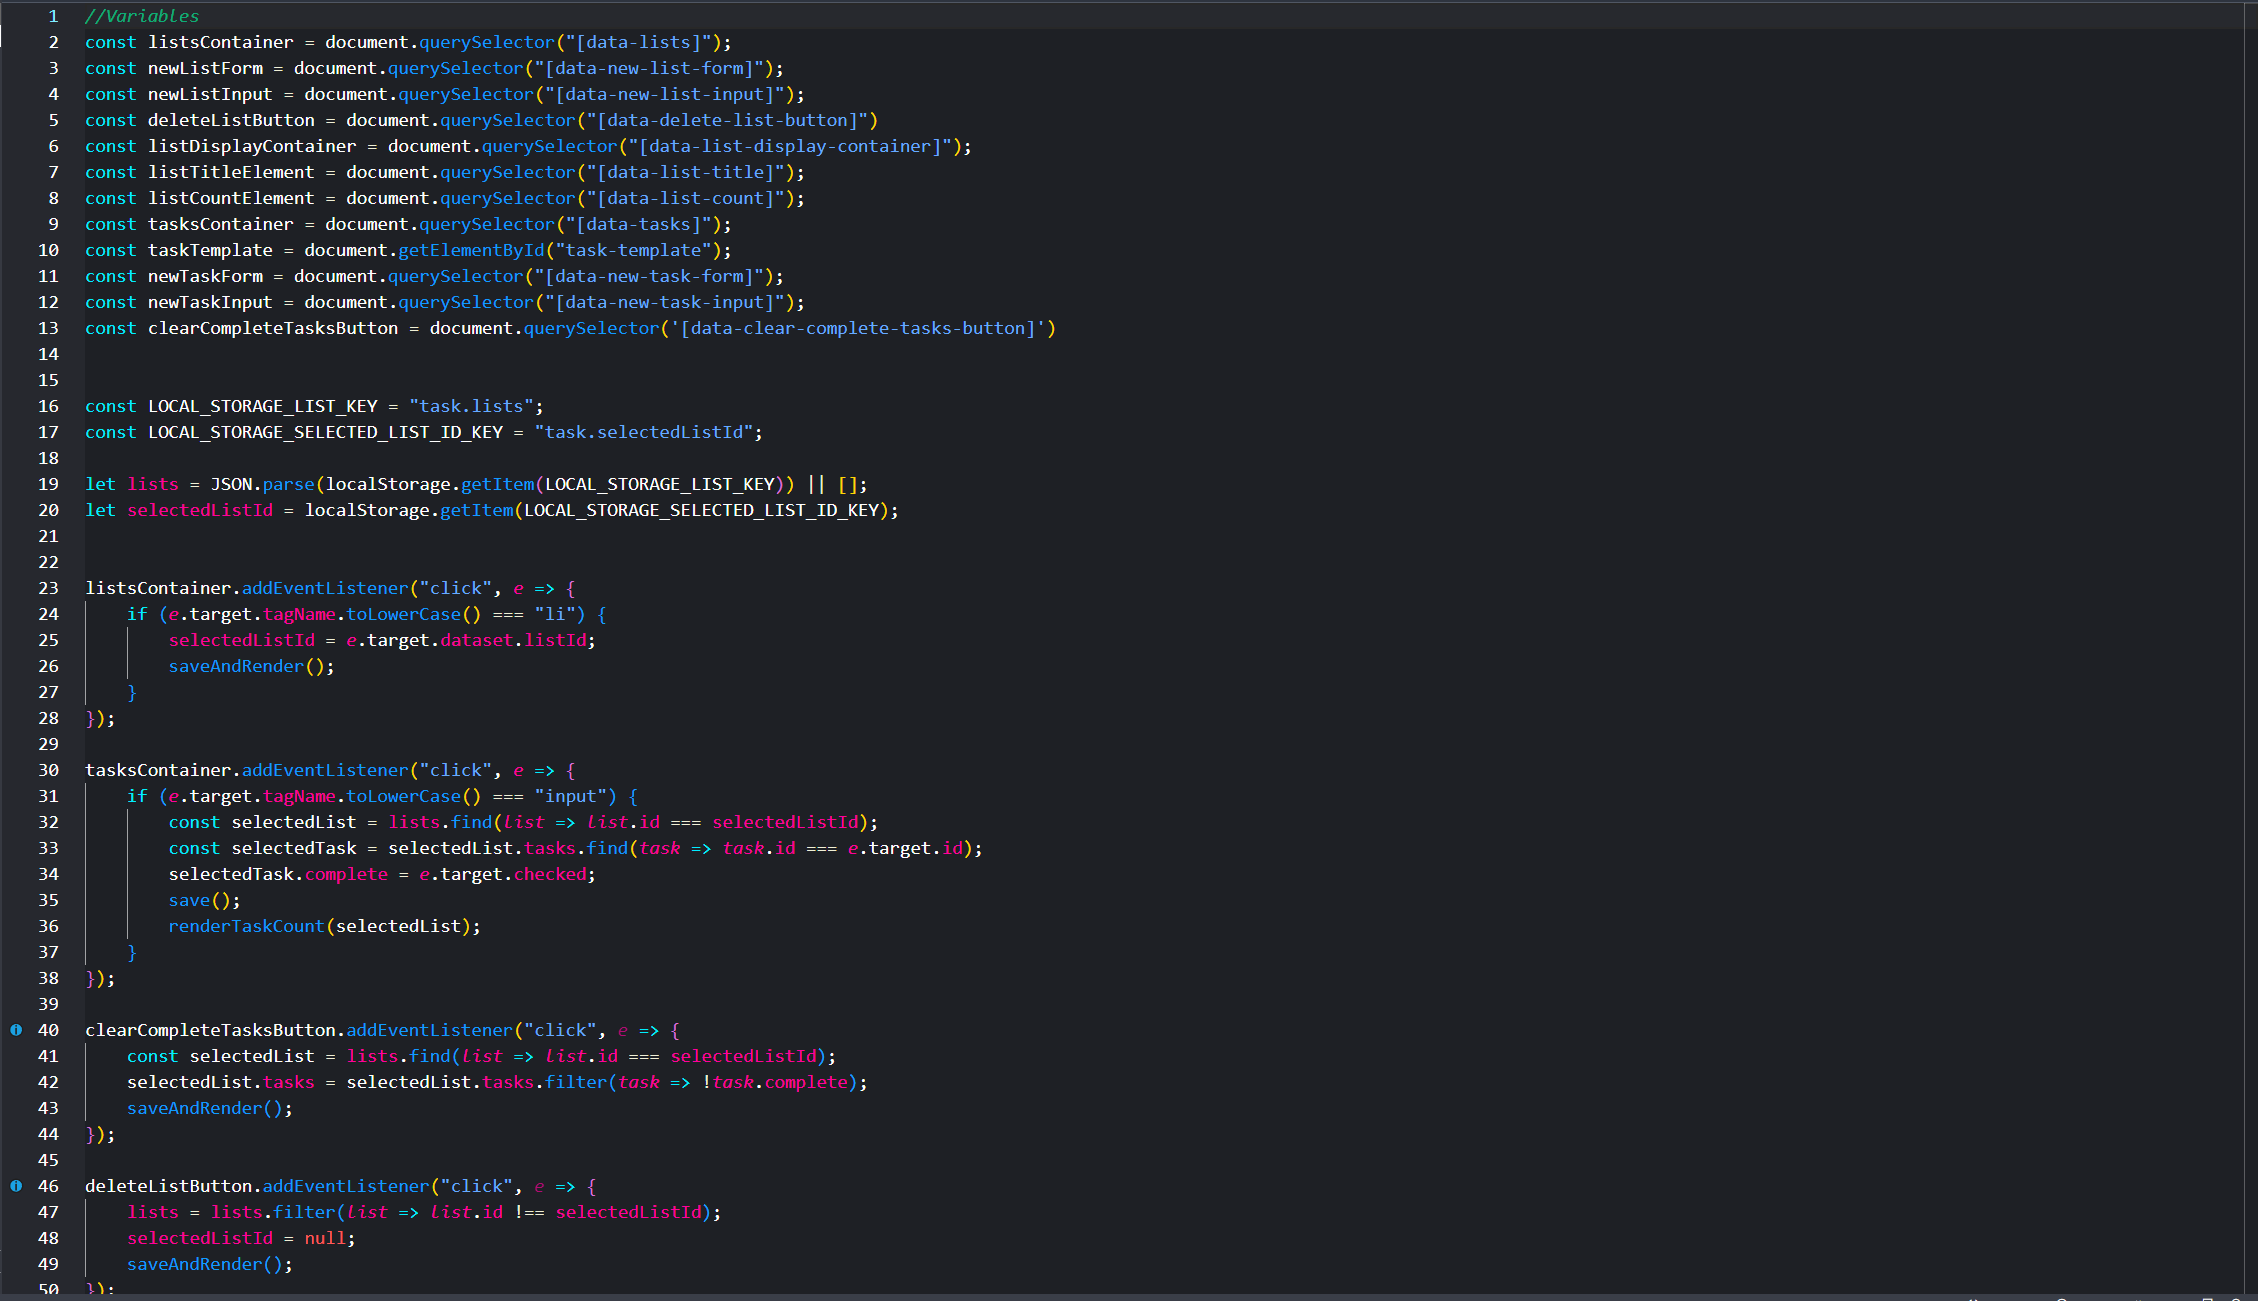 1 //Variables
2 const listsContainer = document.querySelector("[data-lists]");
3 const newListForm = document.querySelector("[data-new-list-form]");
4 const newListInput = document.querySelector("[data-new-list-input]");
5 const deleteListButton = document.querySelector("[data-delete-list-button]")
6 const listDisplayContainer = document.querySelector("[data-list-display-container]");
7 const listTitleElement = document.querySelector("[data-list-title]");
8 const listCountElement = document.querySelector("[data-list-count]");
9 const tasksContainer = document.querySelector("[data-tasks]");
10 const taskTemplate = document.getElementById("task-template");
11 const newTaskForm = document.querySelector("[data-new-task-form]");
12 const newTaskInput = document.querySelector("[data-new-task-input]");
13 const clearCompleteTasksButton = document.querySelector('[data-clear-complete-tasks-button]')
14
15
16 const LOCAL_STORAGE_LIST_KEY = "task.lists";
17 const LOCAL_STORAGE_SELECTED_LIST_ID_KEY = "task.selectedListId";
18
19 let lists = JSON.parse(localStorage.getItem(LOCAL_STORAGE_LIST_KEY)) || [];
20 let selectedListId = localStorage.getItem(LOCAL_STORAGE_SELECTED_LIST_ID_KEY);
21
22
23 listsContainer.addEventListener("click", e => {
24     if (e.target.tagName.toLowerCase() === "li") {
25         selectedListId = e.target.dataset.listId;
26         saveAndRender();
27     }
28 });
29
30 tasksContainer.addEventListener("click", e => {
31     if (e.target.tagName.toLowerCase() === "input") {
32         const selectedList = lists.find(list => list.id === selectedListId);
33         const selectedTask = selectedList.tasks.find(task => task.id === e.target.id);
34         selectedTask.complete = e.target.checked;
35         save();
36         renderTaskCount(selectedList);
37     }
38 });
39
40 clearCompleteTasksButton.addEventListener("click", e => {
41     const selectedList = lists.find(list => list.id === selectedListId);
42     selectedList.tasks = selectedList.tasks.filter(task => !task.complete);
43     saveAndRender();
44 });
45
46 deleteListButton.addEventListener("click", e => {
47     lists = lists.filter(list => list.id !== selectedListId);
48     selectedListId = null;
49     saveAndRender();
50 });